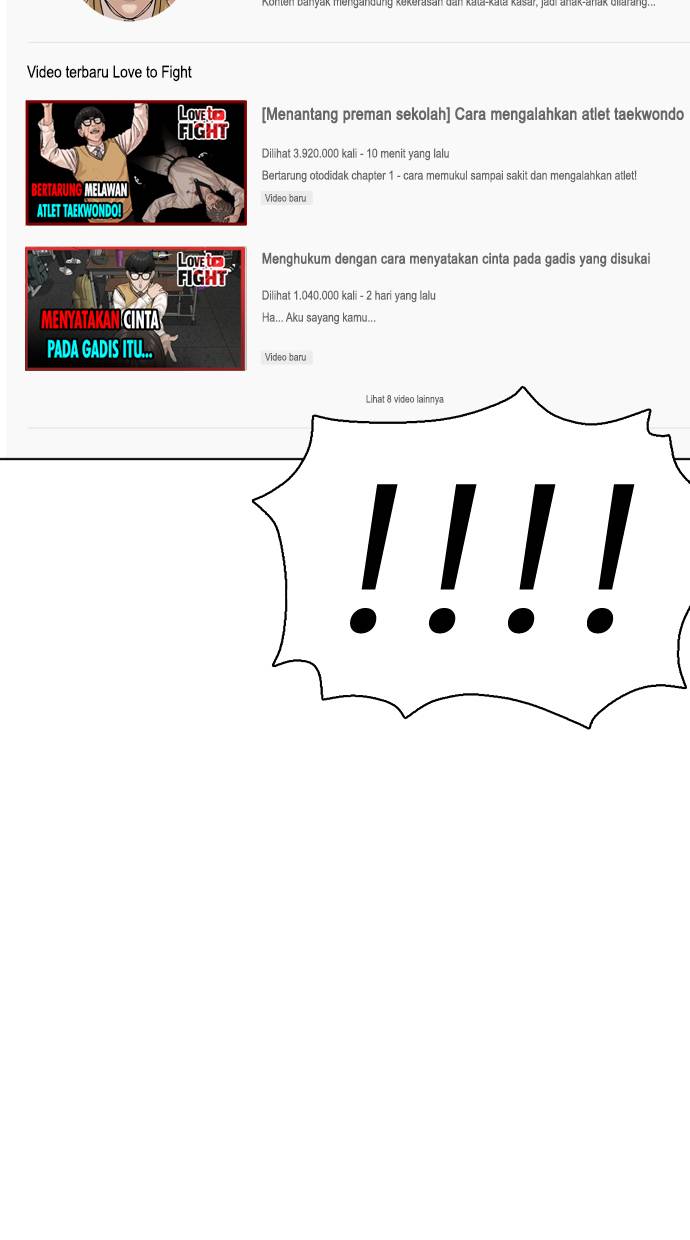 Konten banyak mengandung kekerasan dan kata-kata kasar, jadi anak-anak dilarang...
Video terbaru Love to Fight
LOVE to
FIGHT
BERTARUNG MELAWAN
ATLET TAEKWONDO!
[Menantang preman sekolah] Cara mengalahkan atlet taekwondo
Dilihat 3.920.000 kali - 10 menit yang lalu
Bertarung otodidak chapter 1 - cara memukul sampai sakit dan mengalahkan atlet!
Video baru
LOVE to
FIGHT
MENYATAKAN CINTA
PADA GADIS ITU...
Menghukum dengan cara menyatakan cinta pada gadis yang disukai
Dilihat 1.040.000 kali - 2 hari yang lalu
Ha... Aku sayang kamu...
Video baru
Lihat 8 video lainnya
!!!!